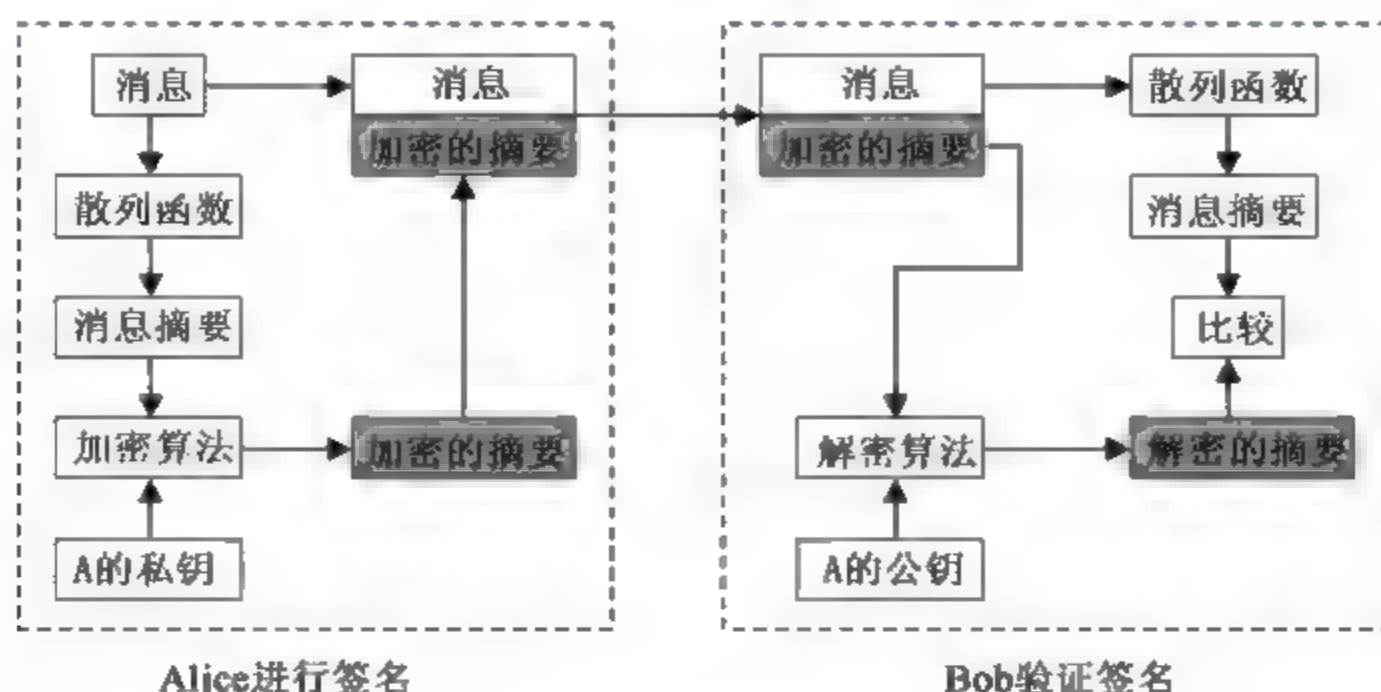 消息
消息
加密的摘要
散列函数
消息摘要
加密算法
加密的摘要
A的私钥
Alice进行签名
消息
加密的摘要
散列函数
消息摘要
比较
解密算法
解密的摘要
A的公钥
Bob验证签名